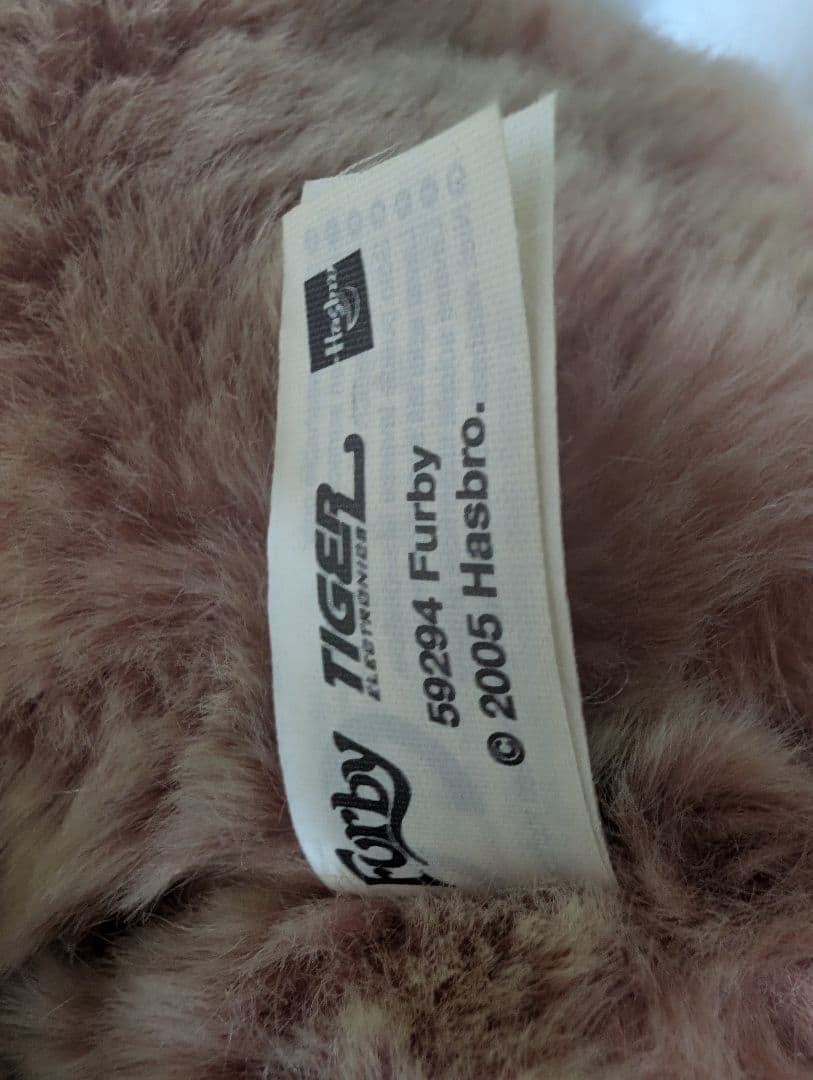 Furby
TIGER
ELECTRONICS
Hasbro
59294 Furby
© 2005 Hasbro.